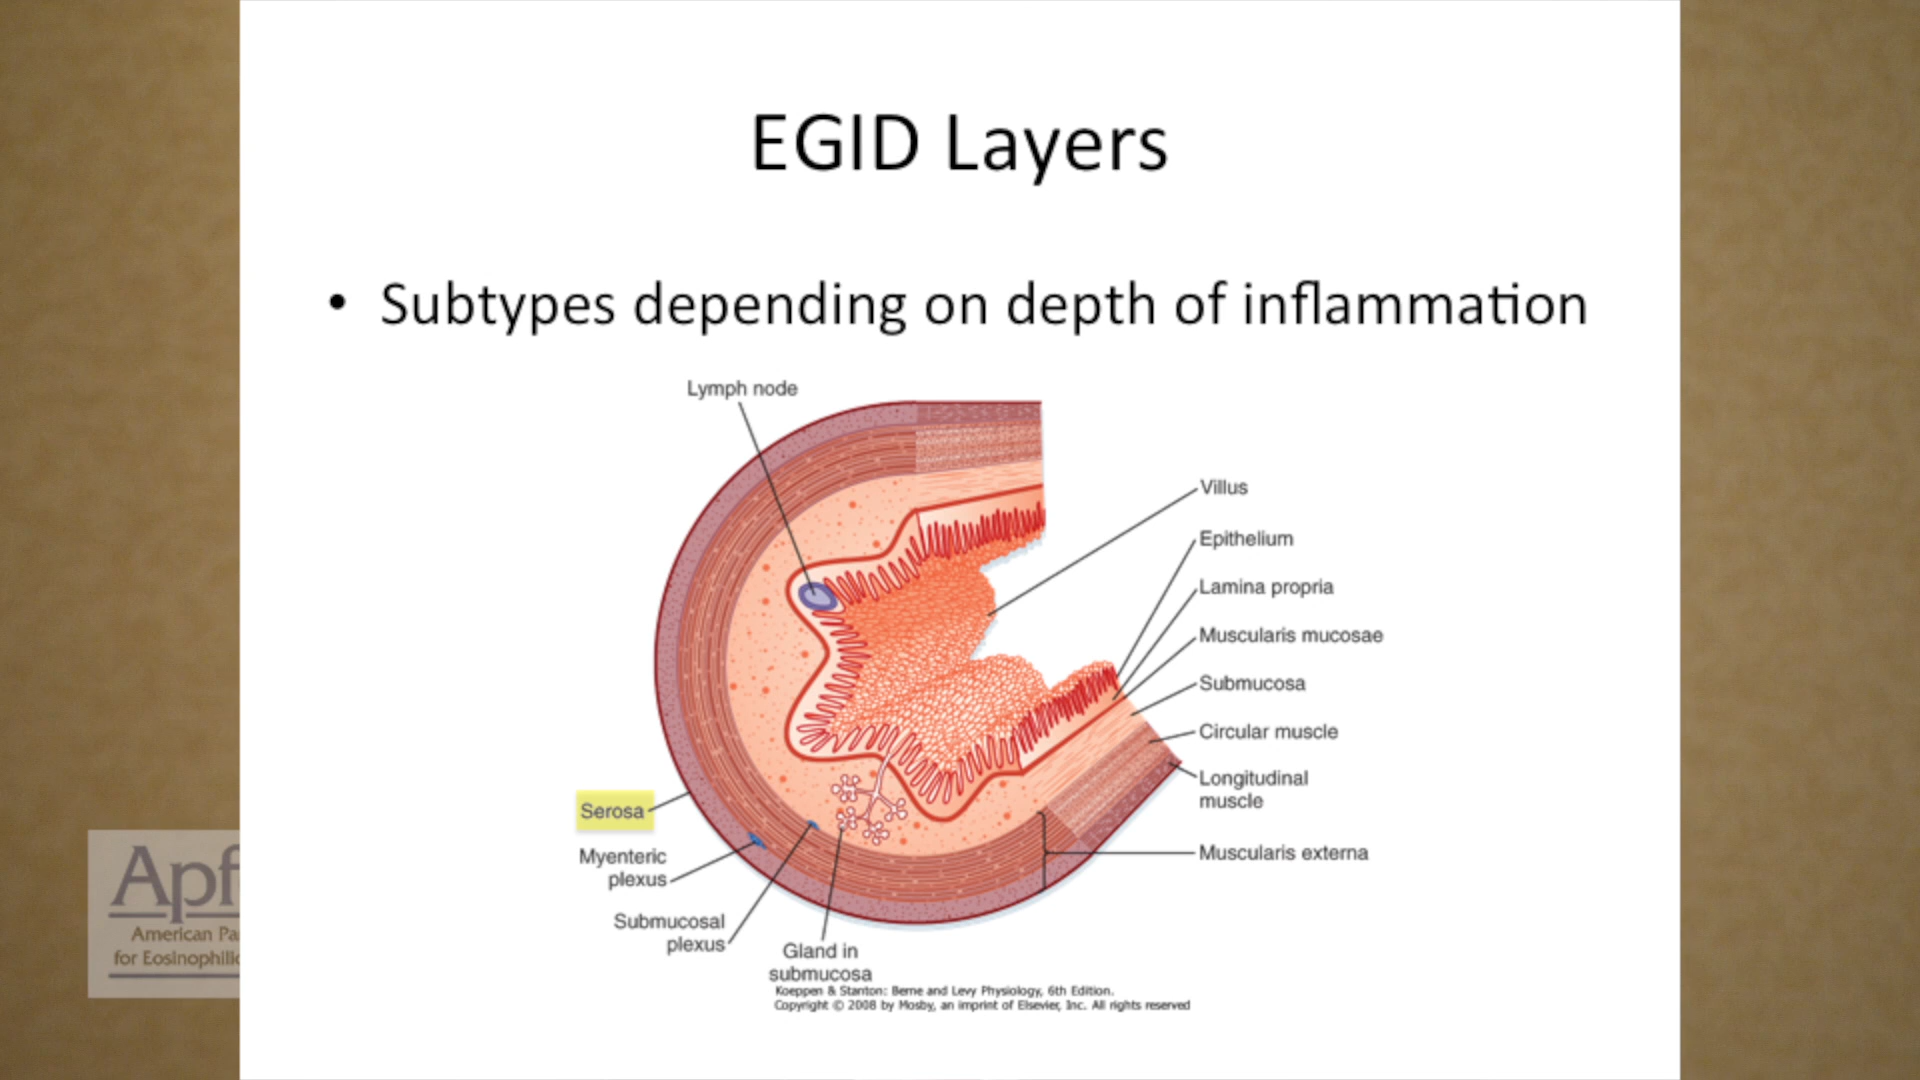 EGID Layers
• Subtypes depending on depth of inflammation
Lymph node
Villus
Epithelium
Lamina propria
Muscularis mucosae
Submucosa
Circular muscle
Longitudinal
muscle
Muscularis externa
Serosa
Myenteric
plexus
Submucosal
plexus
Gland in
submucosa
Koeppen & Stanton: Berne and Levy Physiology, 6th Edition.
Copyright © 2008 by Mosby, an imprint of Elsevier, Inc. All rights reserved
Apf
American Pa
for Eosinophilic